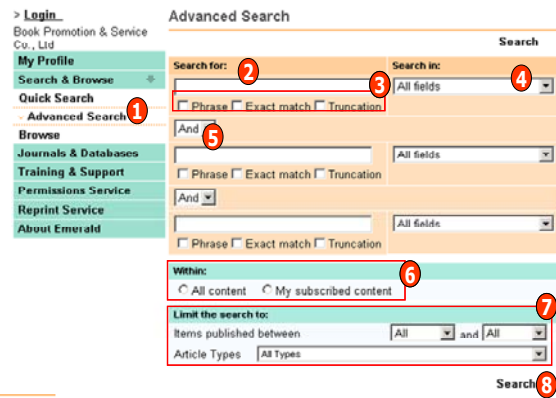 > Login
Book Promotion & Service
Co., Ltd
My Profile
Search & Browse
Quick Search
Advanced Search
1
Browse
Journals & Databases
Training & Support
Permissions Service
Reprint Service
About Emerald
Advanced Search
Search
Search for:
2
Search in:
3
4
All fields
Phrase Exact match Truncation
And
5
All fields
Phrase Exact match Truncation
And
All fields
Phrase Exact match Truncation
Within:
6
All content My subscribed content
7
Limit the search to:
Items published between All and All
Article Types All Types
Search
8